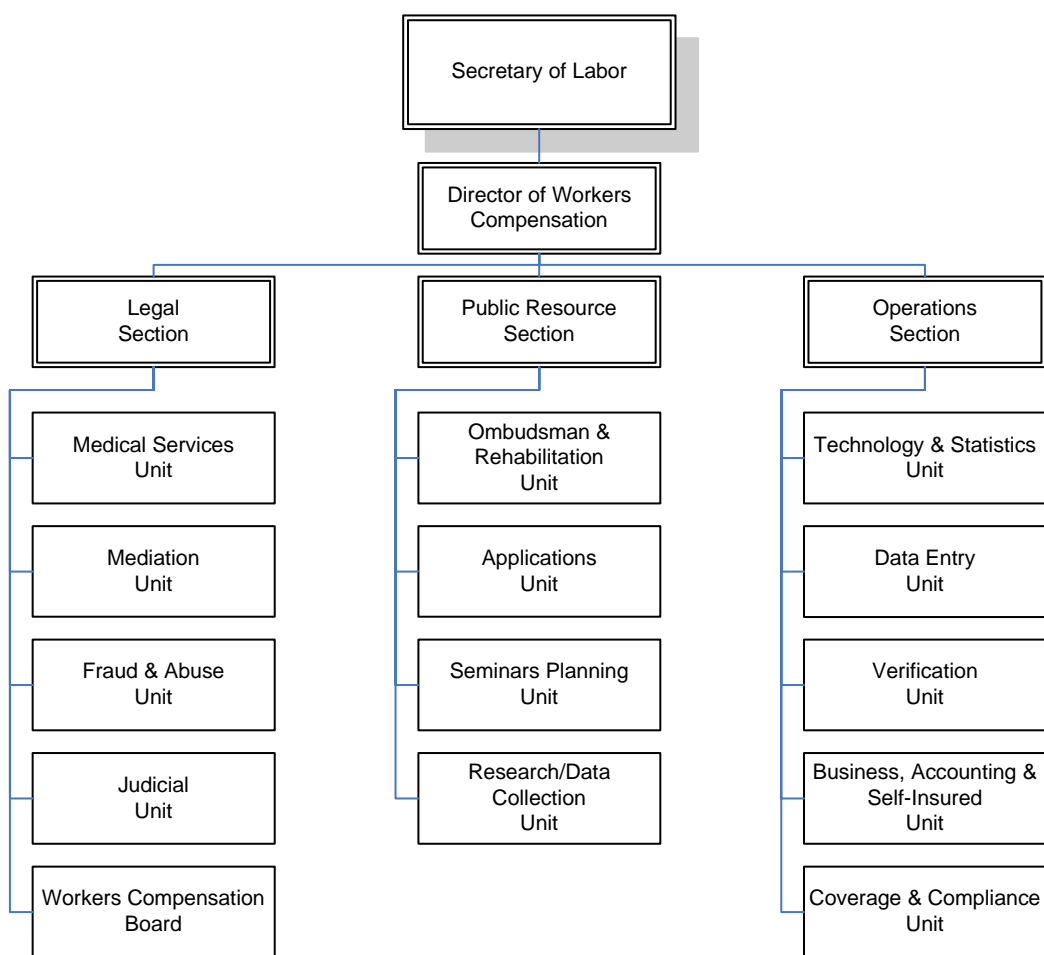 Secretary of Labor
Director of Workers
Compensation
Legal
Section
Public Resource
Section
Operations
Section
Medical Services
Unit
Mediation
Unit
Fraud & Abuse
Unit
Judicial
Unit
Workers Compensation
Board
Ombudsman &
Rehabilitation
Unit
Applications
Unit
Seminars Planning
Unit
Research/Data
Collection
Unit
Technology & Statistics
Unit
Data Entry
Unit
Verification
Unit
Business, Accounting &
Self-Insured
Unit
Coverage & Compliance
Unit